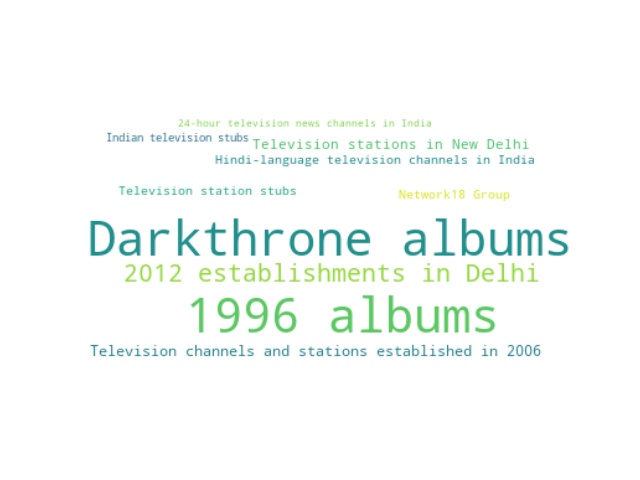 24-hour television news channels in India
Indian television stubs
Television stations in New Delhi
Hindi-language television channels in India
Television station stubs
Network18 Group
Darkthrone albums
2012 establishments in Delhi
1996 albums
Television channels and stations established in 2006